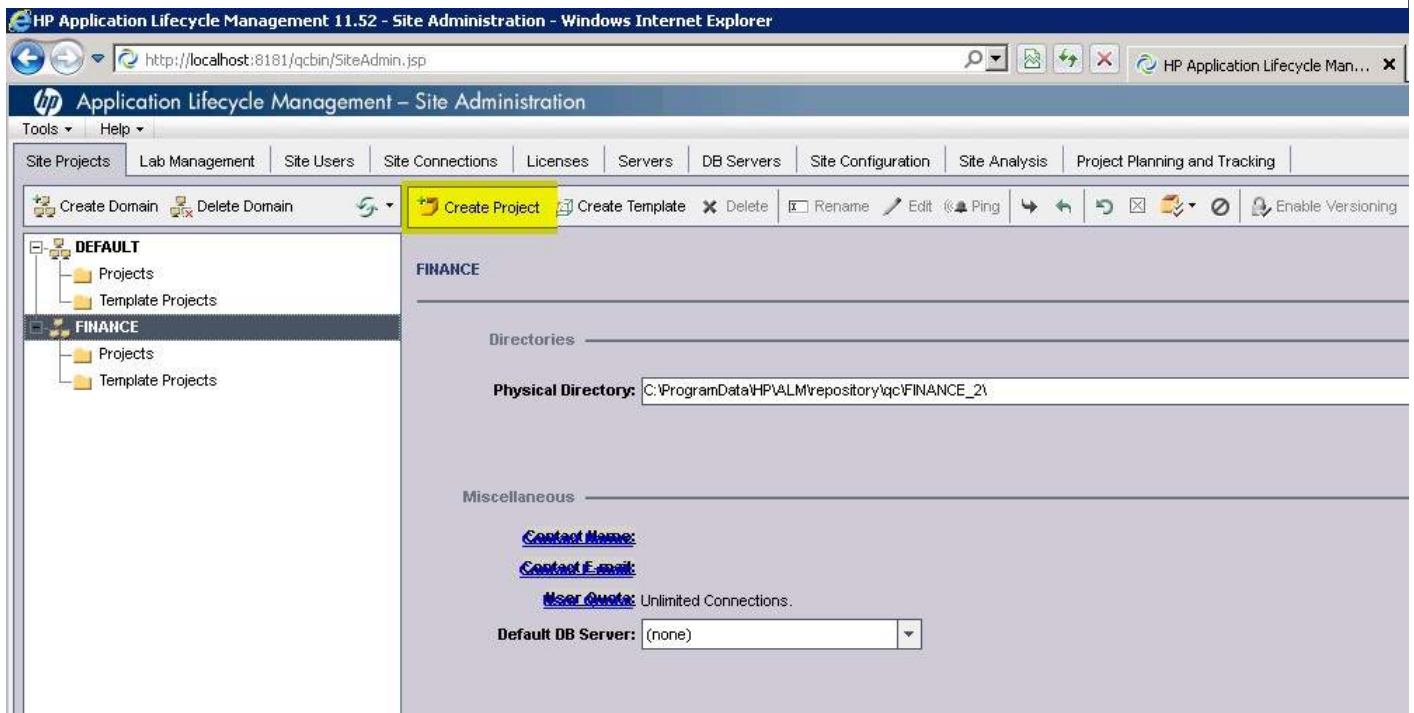 HP Application Lifecycle Management 11.52 - Site Administration - Windows Internet Explorer
http://localhost:8181/qcbin/SiteAdmin.jsp
HP Application Lifecycle Man...
hp Application Lifecycle Management – Site Administration
Tools Help
Site Projects Lab Management Site Users Site Connections Licenses Servers DB Servers Site Configuration Site Analysis Project Planning and Tracking
Create Domain Delete Domain Create Project Create Template Delete Rename Edit Ping Enable Versioning
DEFAULT
Projects
Template Projects
FINANCE
Projects
Template Projects
FINANCE
Directories
Physical Directory: C:\ProgramData\HP\ALM\repository\qc\FINANCE_2\
Miscellaneous
Contact Name:
Contact E-mail:
User Quota: Unlimited Connections.
Default DB Server: (none)